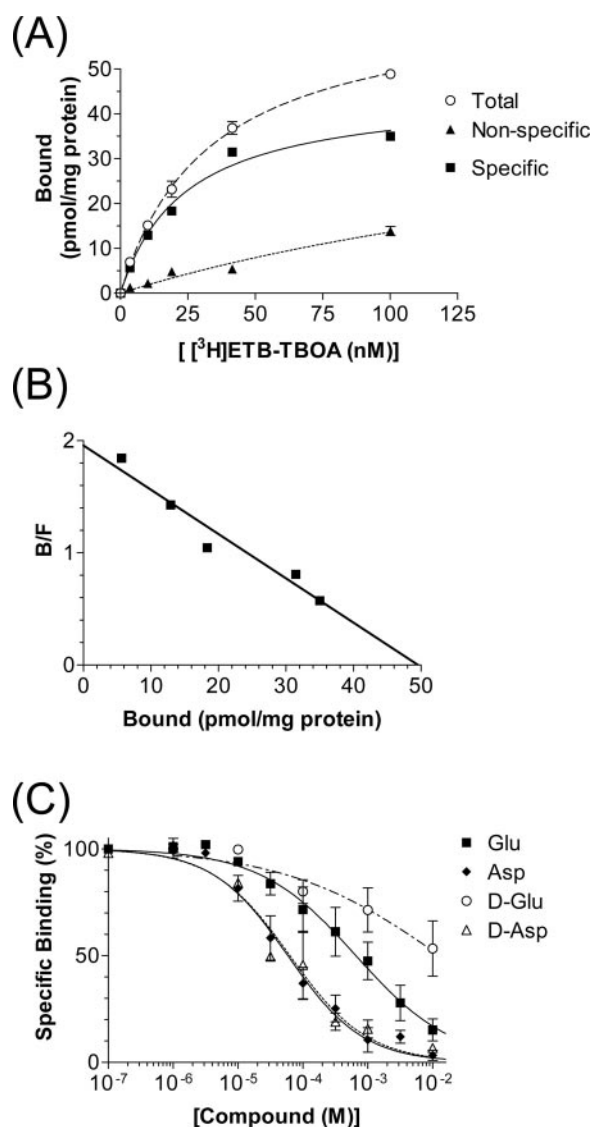 (A)
50
40
30
20
10
0
Bound
(pmol/mg protein)
0 25 50 75 100 125
[ [³H]ETB-TBOA (nM)]
Total
Non-specific
Specific
(B)
2
1
0
B/F
0 10 20 30 40 50
Bound (pmol/mg protein)
(C)
100
50
0
Specific Binding (%)
10⁻⁷ 10⁻⁶ 10⁻⁵ 10⁻⁴ 10⁻³ 10⁻²
[Compound (M)]
Glu
Asp
D-Glu
D-Asp